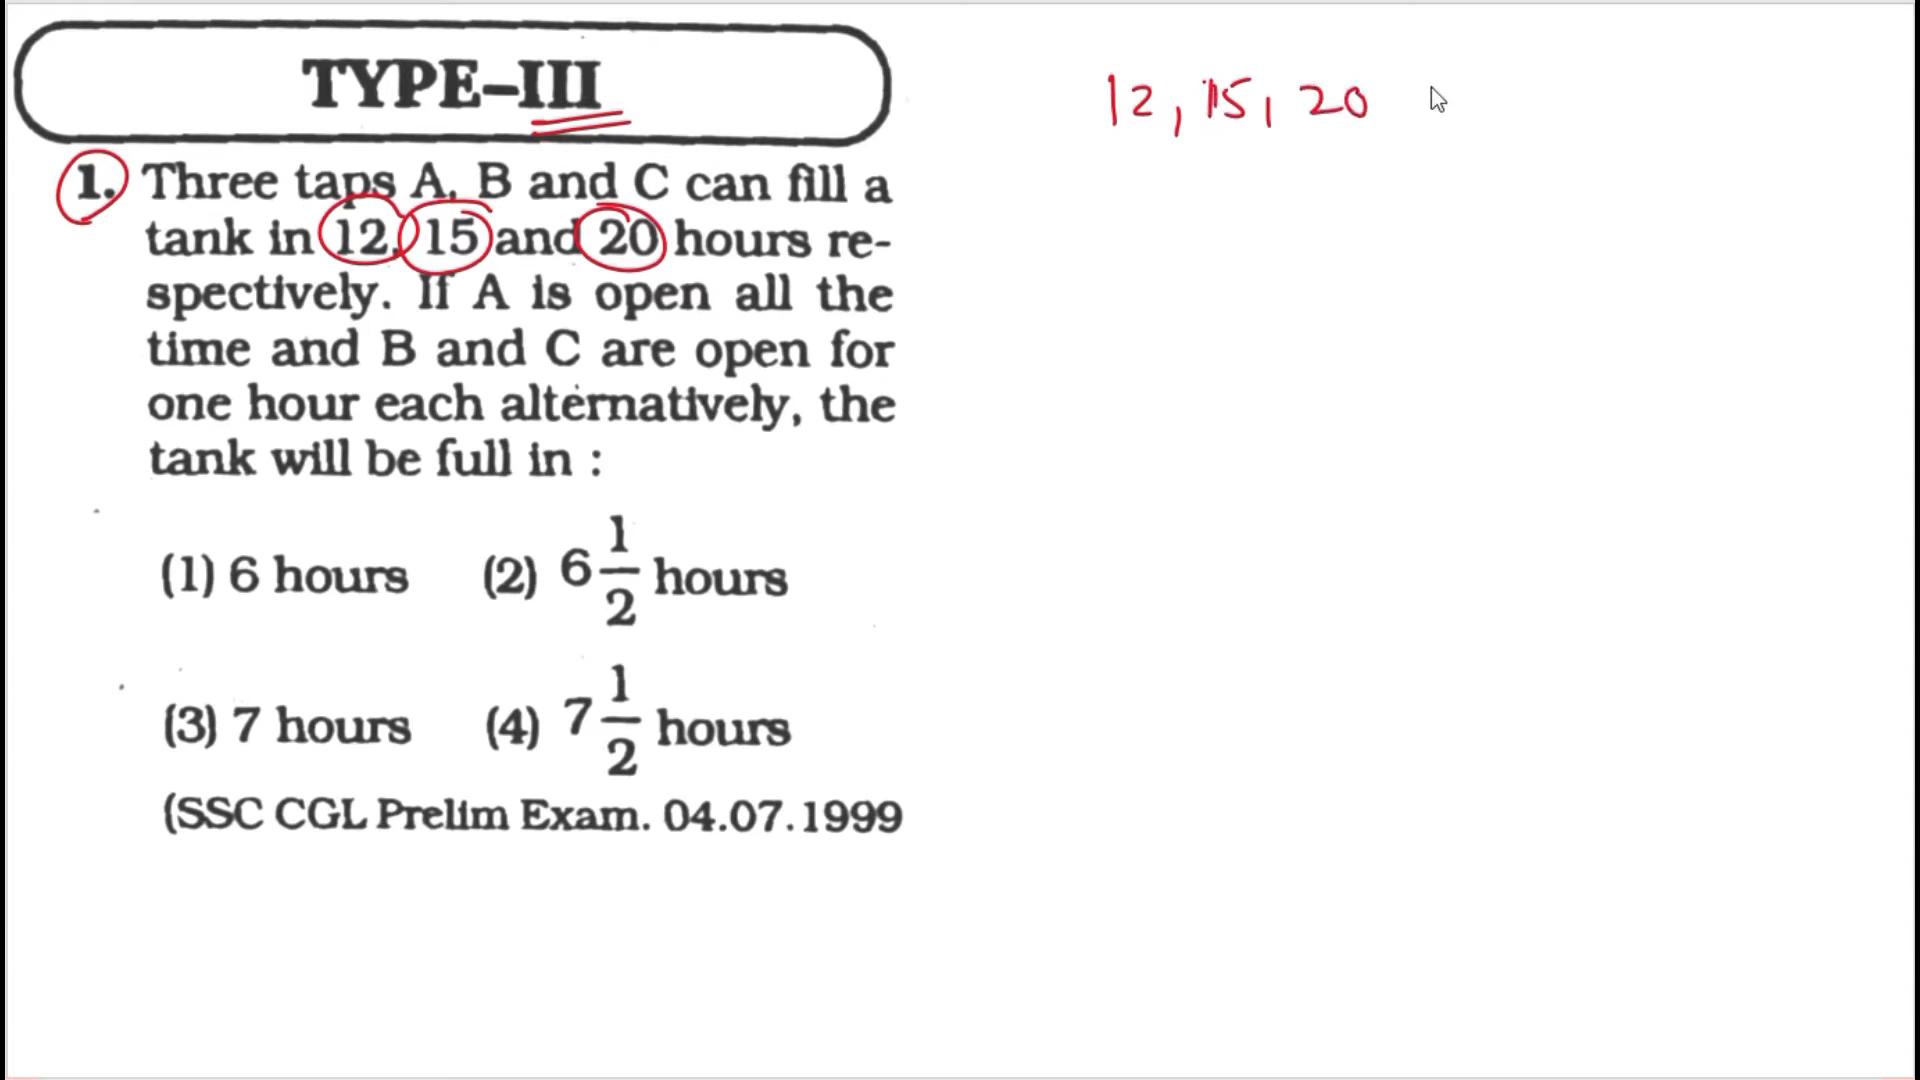 TYPE–III
12, 15, 20
1. Three taps A, B and C can fill a
tank in 12, 15 and 20 hours re-
spectively. If A is open all the
time and B and C are open for
one hour each alternatively, the
tank will be full in :
(1) 6 hours (2) 6 1/2 hours
(3) 7 hours (4) 7 1/2 hours
(SSC CGL Prelim Exam. 04.07.1999